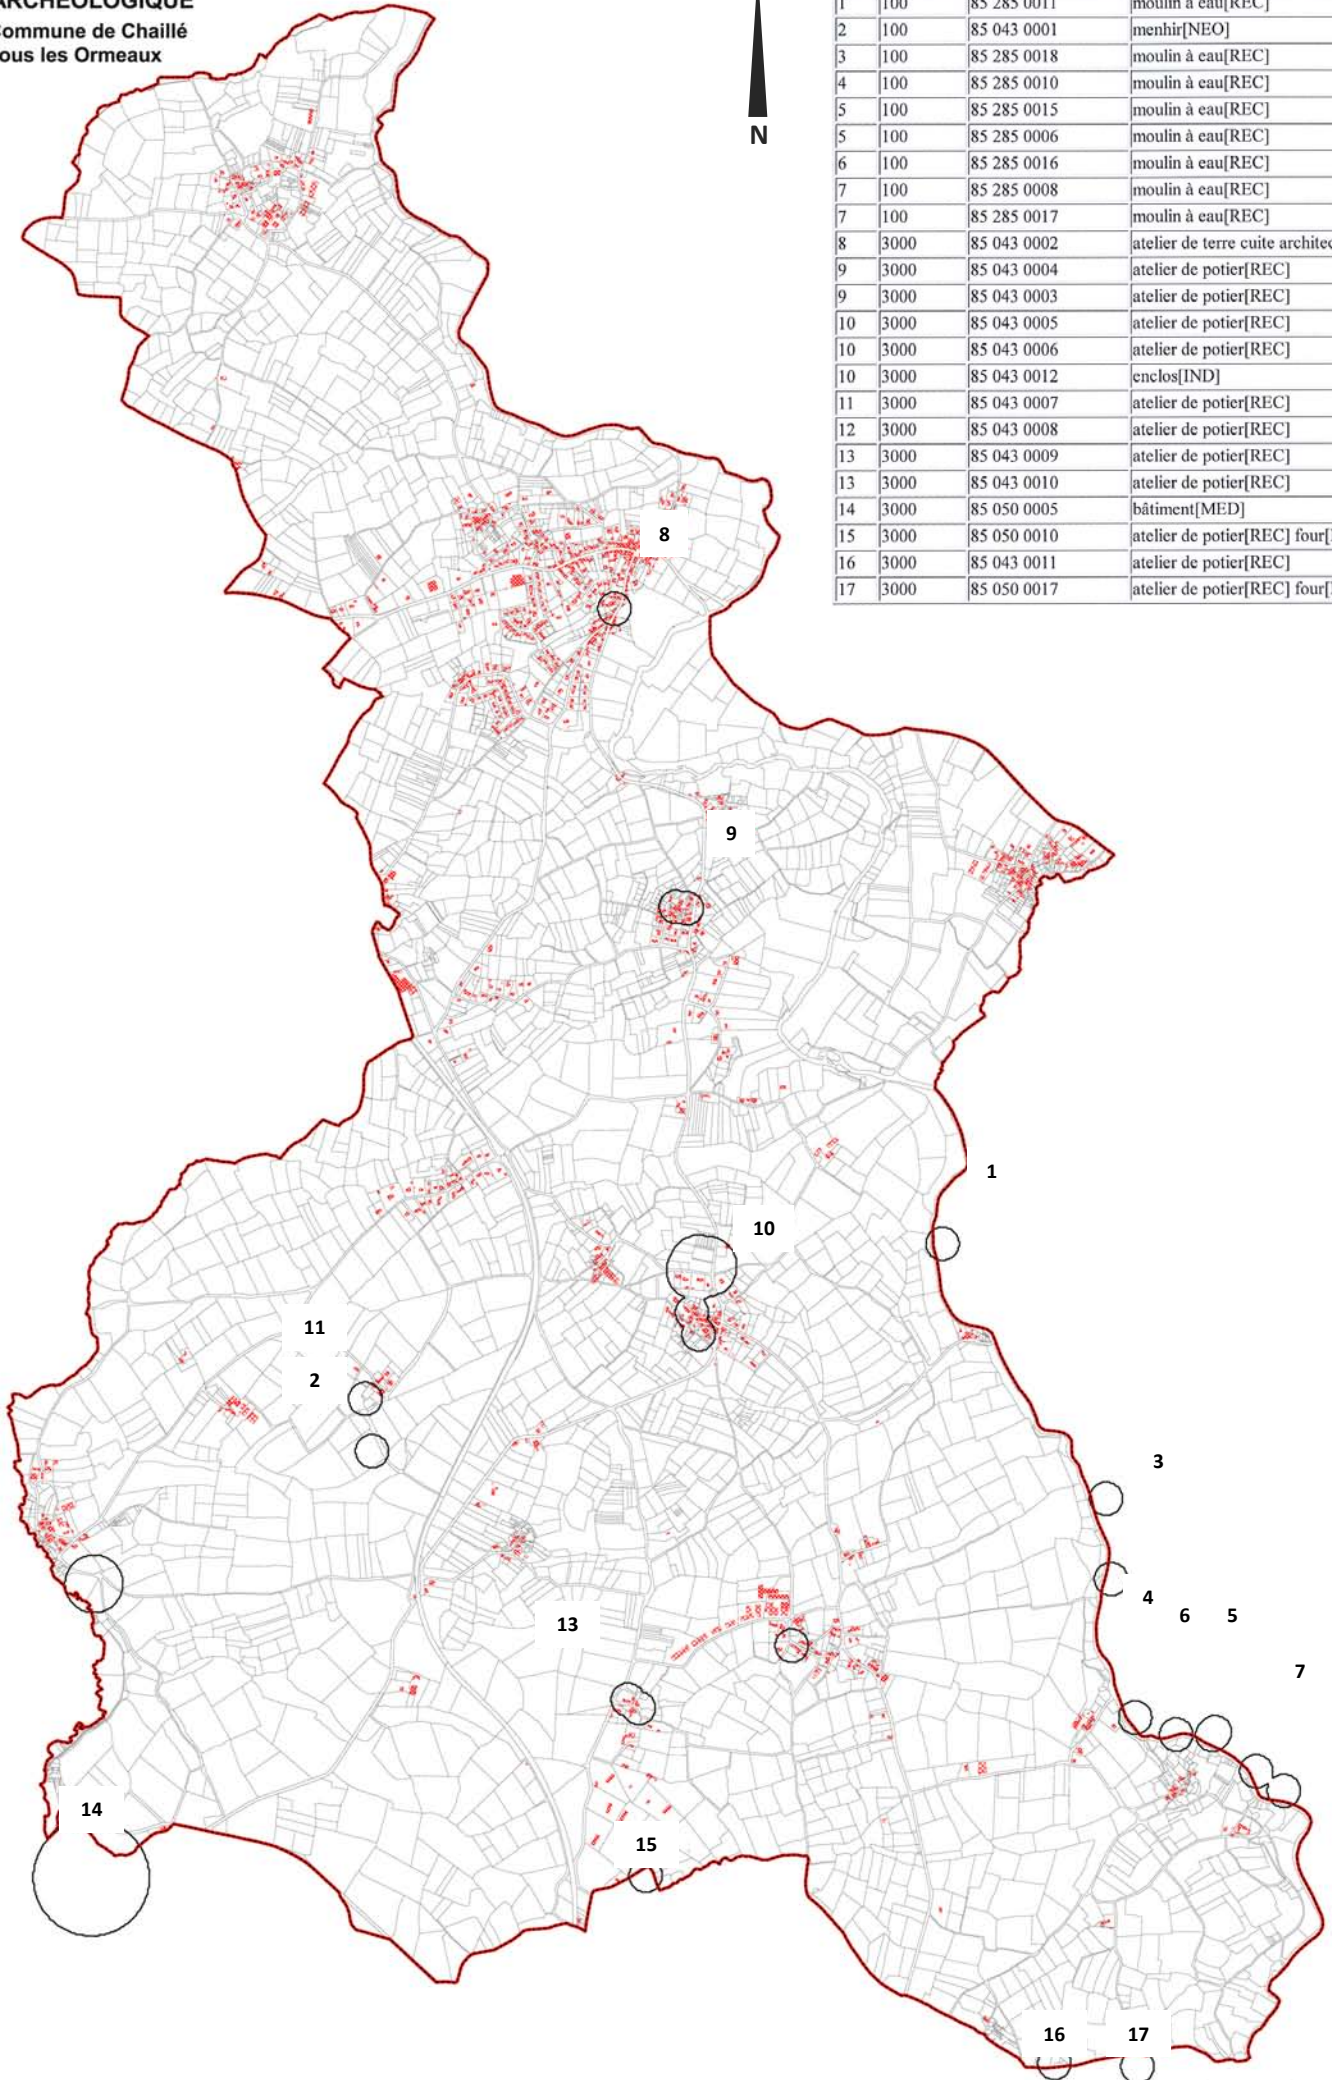 ARCHEOLOGIQUE
Commune de Chaillé
sous les Ormeaux
N
1 100 85 285 0011 moulin à eau[REC]
2 100 85 043 0001 menhir[NEO]
3 100 85 285 0018 moulin à eau[REC]
4 100 85 285 0010 moulin à eau[REC]
5 100 85 285 0015 moulin à eau[REC]
5 100 85 285 0006 moulin à eau[REC]
6 100 85 285 0016 moulin à eau[REC]
7 100 85 285 0008 moulin à eau[REC]
7 100 85 285 0017 moulin à eau[REC]
8 3000 85 043 0002 atelier de terre cuite architec
9 3000 85 043 0004 atelier de potier[REC]
9 3000 85 043 0003 atelier de potier[REC]
10 3000 85 043 0005 atelier de potier[REC]
10 3000 85 043 0006 atelier de potier[REC]
10 3000 85 043 0012 enclos[IND]
11 3000 85 043 0007 atelier de potier[REC]
12 3000 85 043 0008 atelier de potier[REC]
13 3000 85 043 0009 atelier de potier[REC]
13 3000 85 043 0010 atelier de potier[REC]
14 3000 85 050 0005 bâtiment[MED]
15 3000 85 050 0010 atelier de potier[REC] four[
16 3000 85 043 0011 atelier de potier[REC]
17 3000 85 050 0017 atelier de potier[REC] four[
8
9
1
10
11
2
3
4
6 5
13
7
14
15
16 17